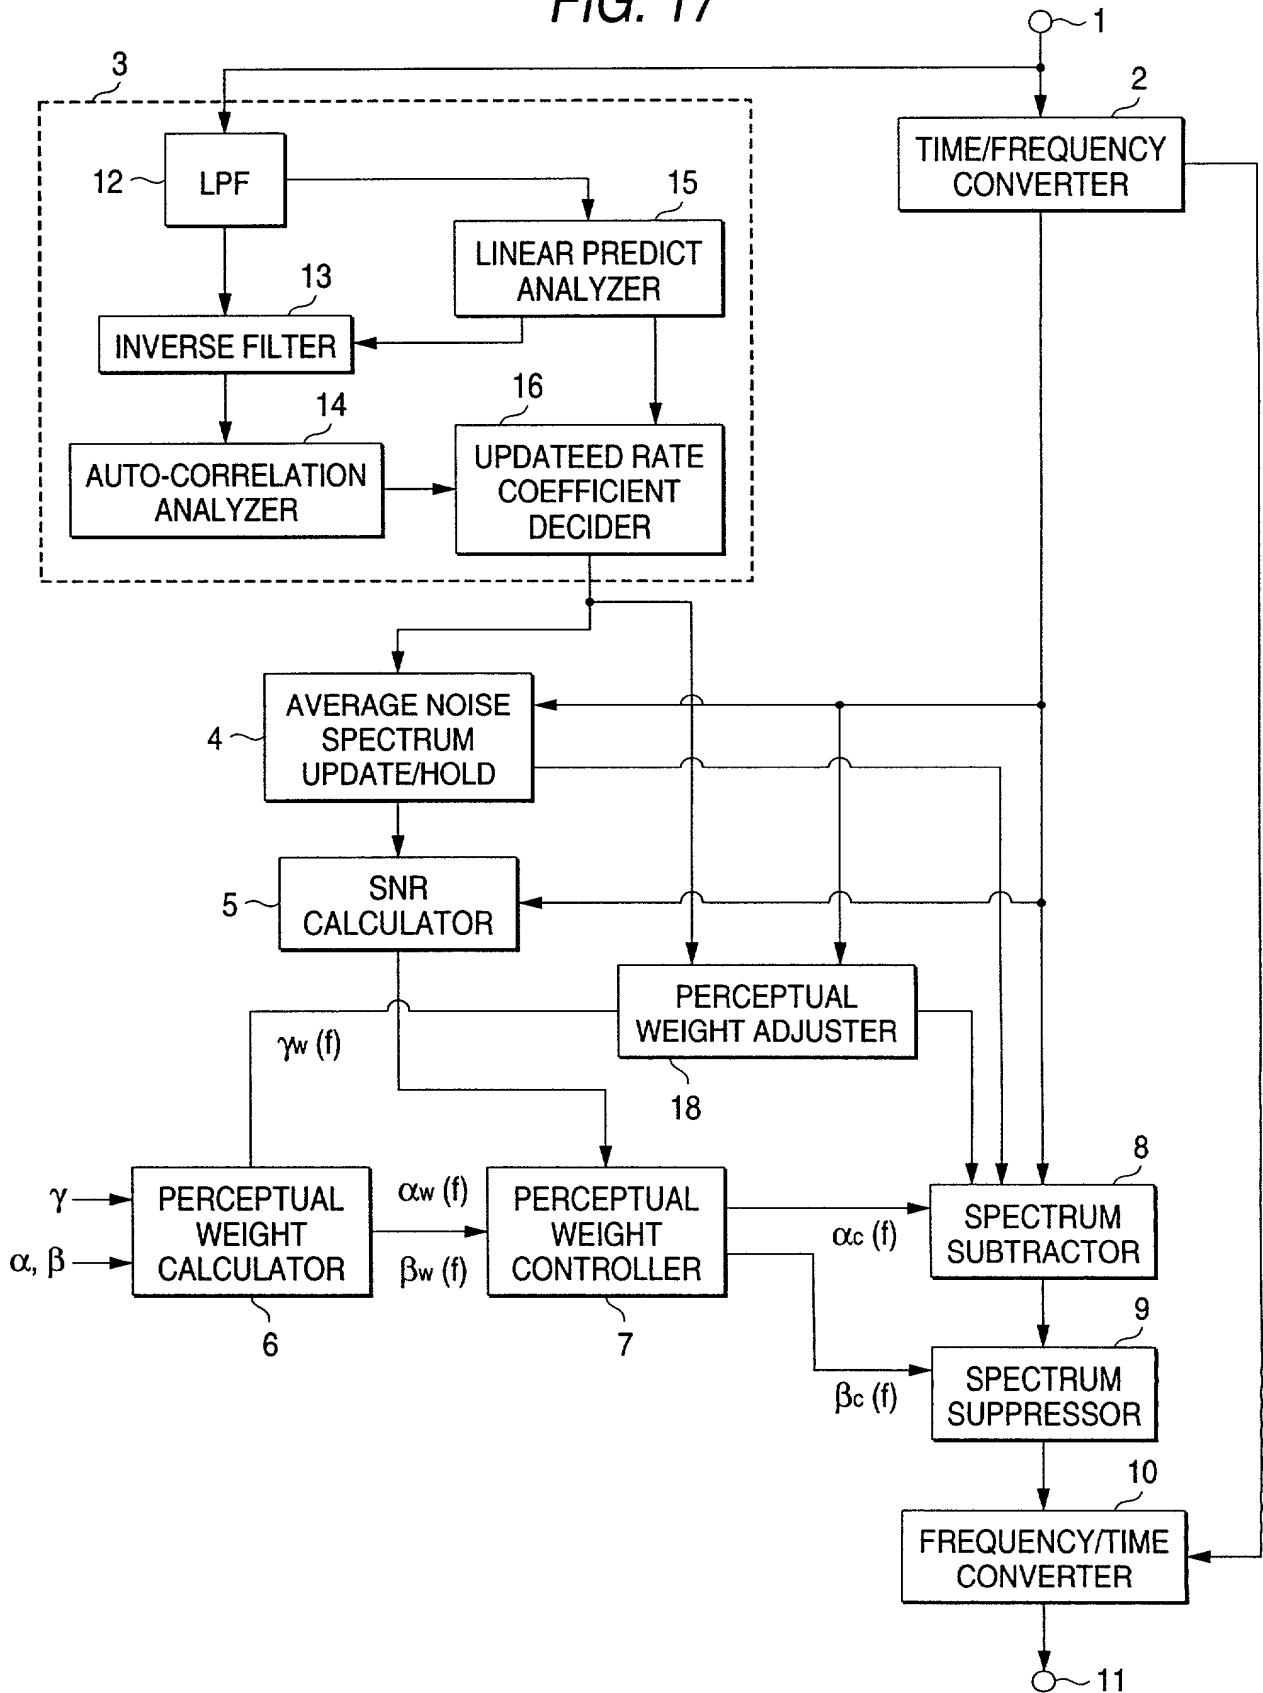 FIG. 17
1
3
2
TIME/FREQUENCY
CONVERTER
12
LPF
15
LINEAR PREDICT
ANALYZER
13
INVERSE FILTER
14
AUTO-CORRELATION
ANALYZER
16
UPDATEED RATE
COEFFICIENT
DECIDER
4
AVERAGE NOISE
SPECTRUM
UPDATE/HOLD
5
SNR
CALCULATOR
PERCEPTUAL
WEIGHT ADJUSTER
18
γw (f)
γ
α, β
PERCEPTUAL
WEIGHT
CALCULATOR
6
αw (f)
βw (f)
PERCEPTUAL
WEIGHT
CONTROLLER
7
αc (f)
βc (f)
8
SPECTRUM
SUBTRACTOR
9
SPECTRUM
SUPPRESSOR
10
FREQUENCY/TIME
CONVERTER
11